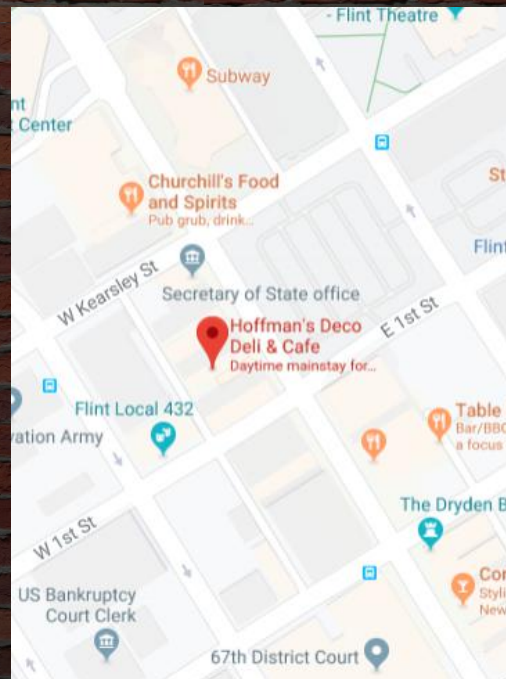 - Flint Theatre
Subway
nt
Center
Churchill's Food
and Spirits
Pub grub, drink...
St
Flint
W Kearsley St
Secretary of State office
Hoffman's Deco
Deli & Cafe
Daytime mainstay for...
E 1st St
Flint Local 432
vation Army
Table
Bar/BBQ
a focus
The Dryden B
W 1st St
US Bankruptcy
Court Clerk
Cor
Styli
New
67th District Court